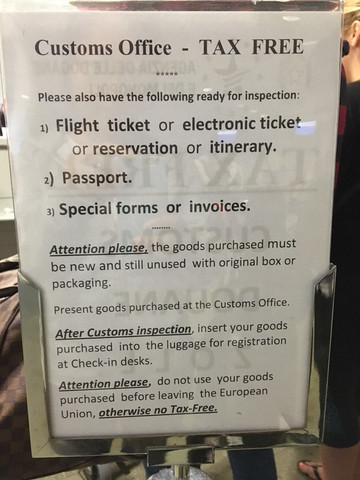 Customs Office - TAX FREE
*****
Please also have the following ready for inspection:
1) Flight ticket or electronic ticket
or reservation or itinerary.
2) Passport.
3) Special forms or invoices.
********
Attention please, the goods purchased must
be new and still unused with original box or
packaging.
Present goods purchased at the Customs Office.
After Customs inspection, insert your goods
purchased into the luggage for registration
at Check-in desks.
Attention please, do not use your goods
purchased before leaving the European
Union, otherwise no Tax-Free.